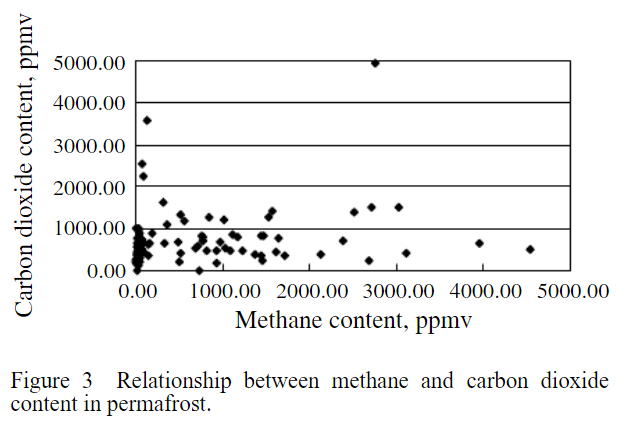 Carbon dioxide content, ppmv
5000.00
4000.00
3000.00
2000.00
1000.00
0.00
0.00 1000.00 2000.00 3000.00 4000.00 5000.00
Methane content, ppmv
Figure 3 Relationship between methane and carbon dioxide
content in permafrost.